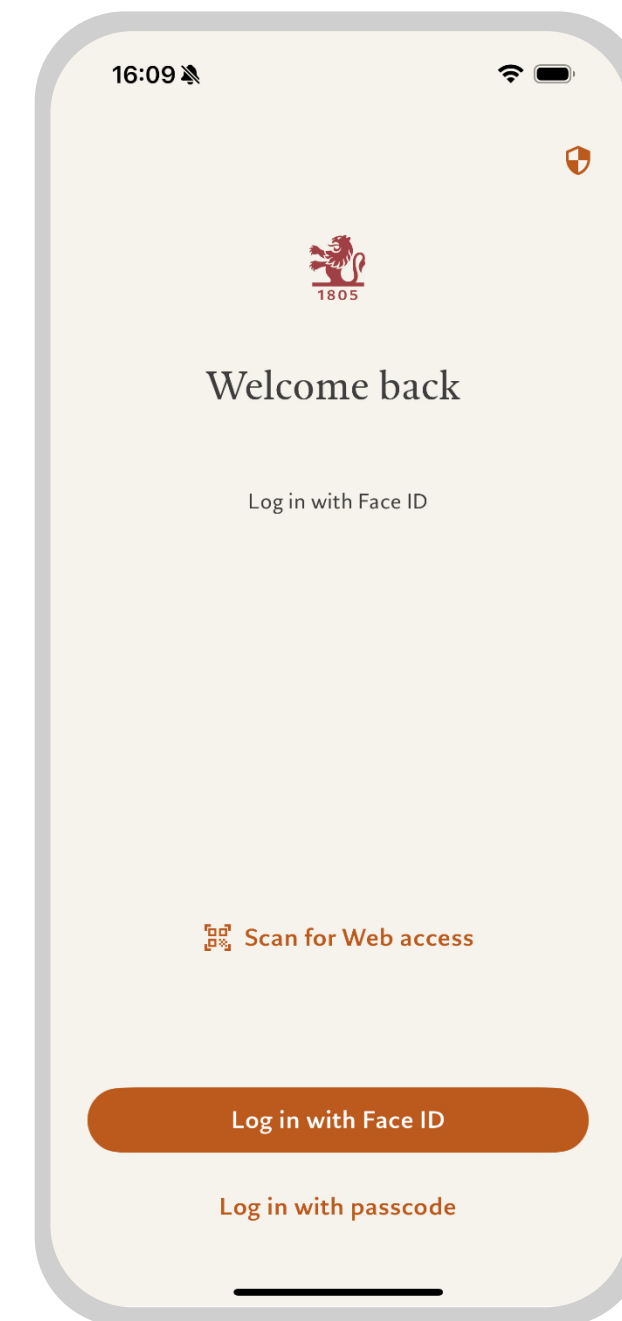 16:09
1805
Welcome back
Log in with Face ID
Scan for Web access
Log in with Face ID
Log in with passcode